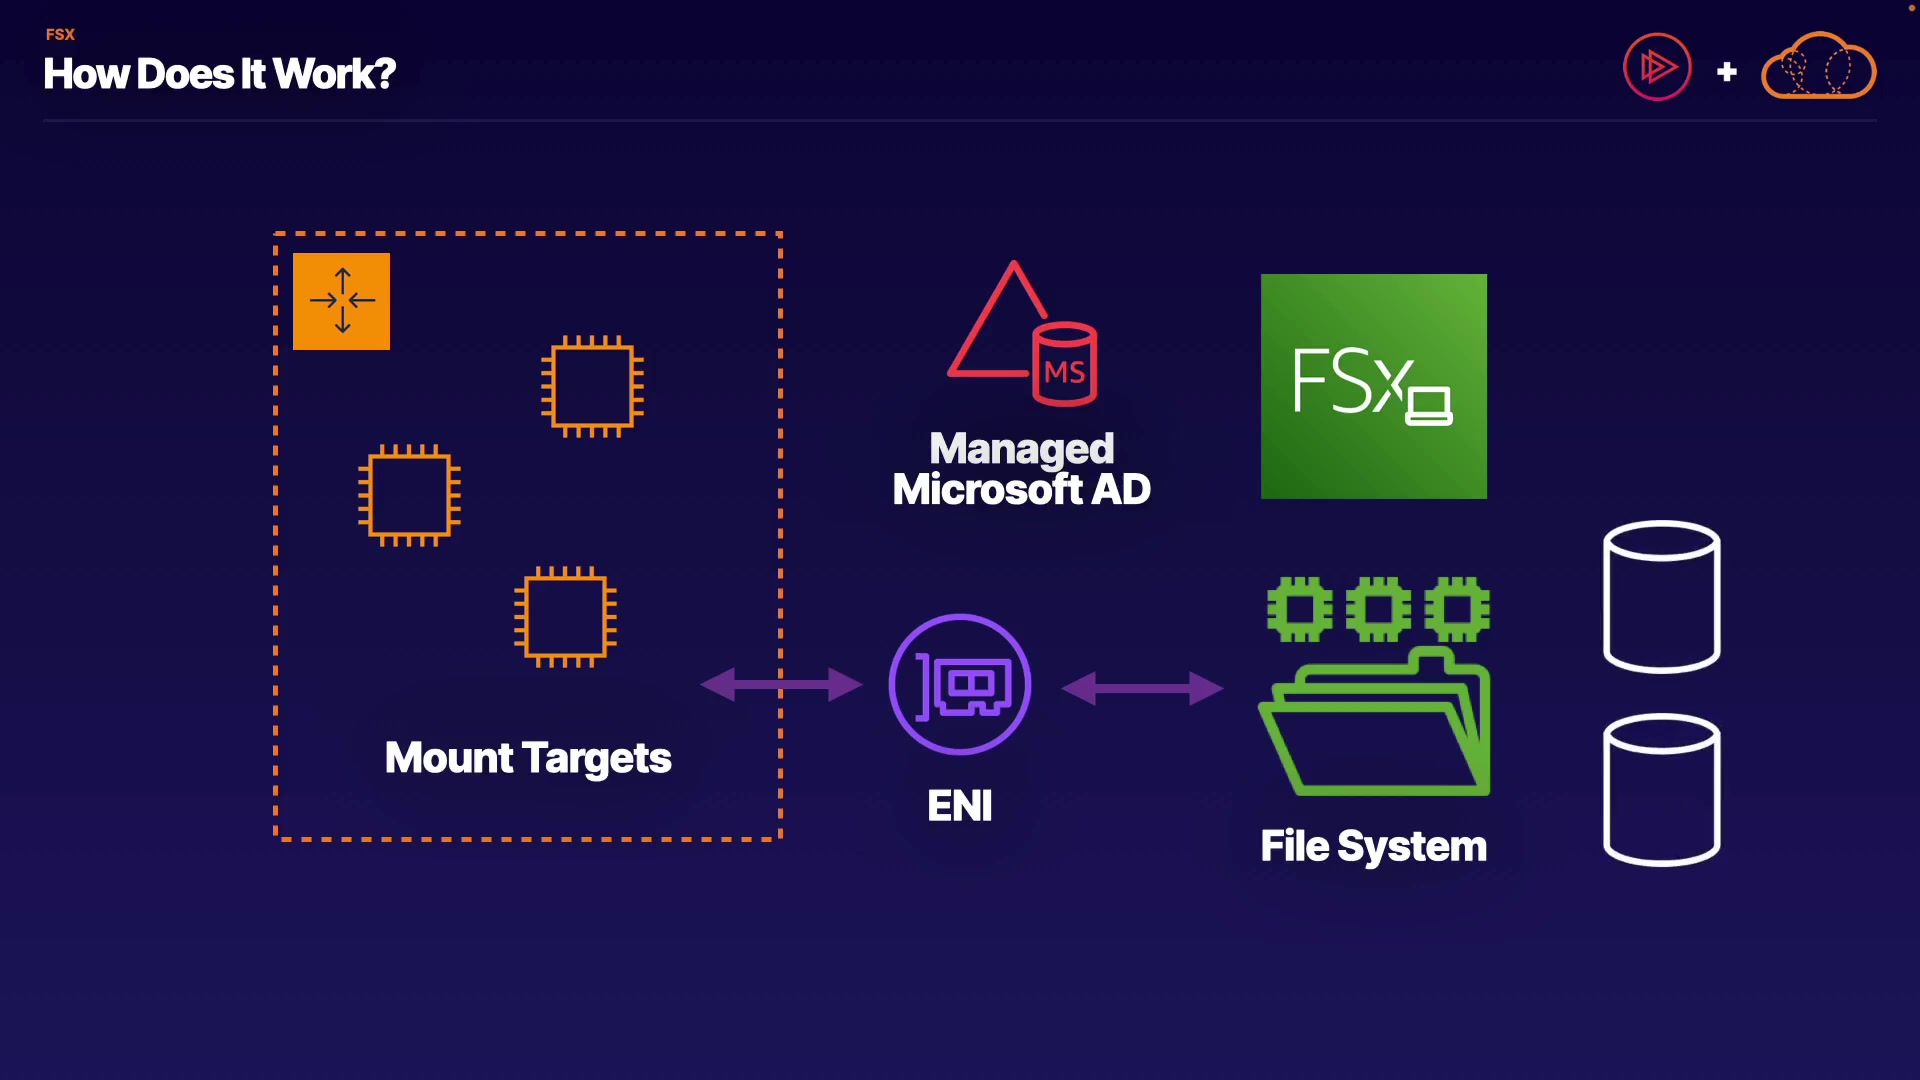 FSX
How Does It Work?
MS
Managed
Microsoft AD
FSx
Mount Targets
ENI
File System